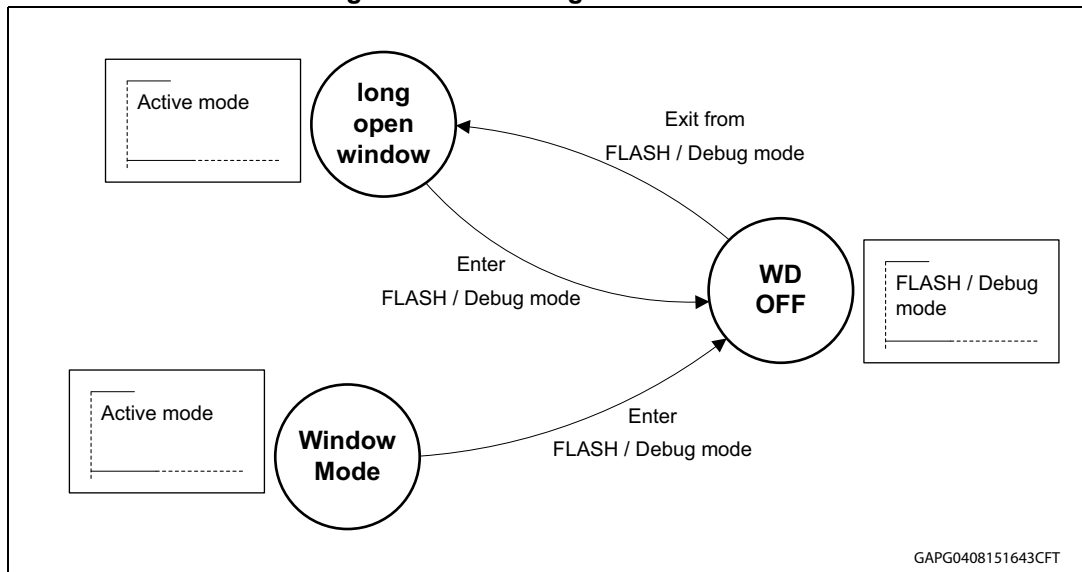 Active mode
long
open
window
Exit from
FLASH / Debug mode
Enter
FLASH / Debug mode
WD
OFF
FLASH / Debug
mode
Active mode
Window
Mode
Enter
FLASH / Debug mode
GAPG0408151643CFT